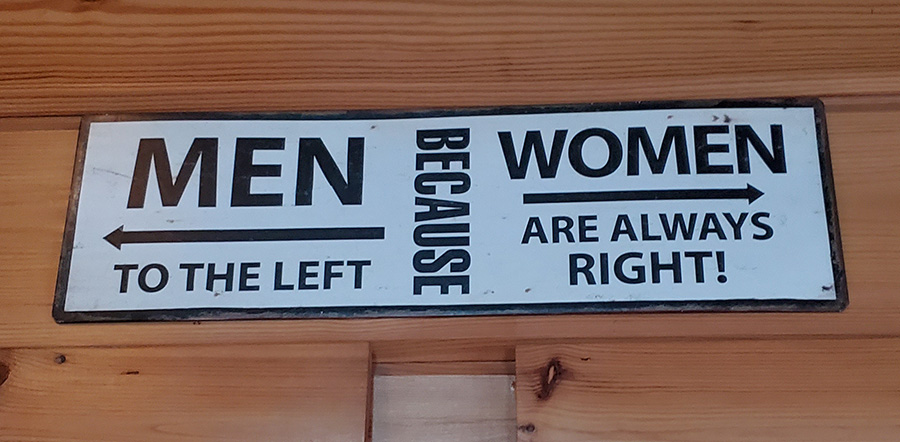 MEN
TO THE LEFT
BECAUSE
WOMEN
ARE ALWAYS
RIGHT!